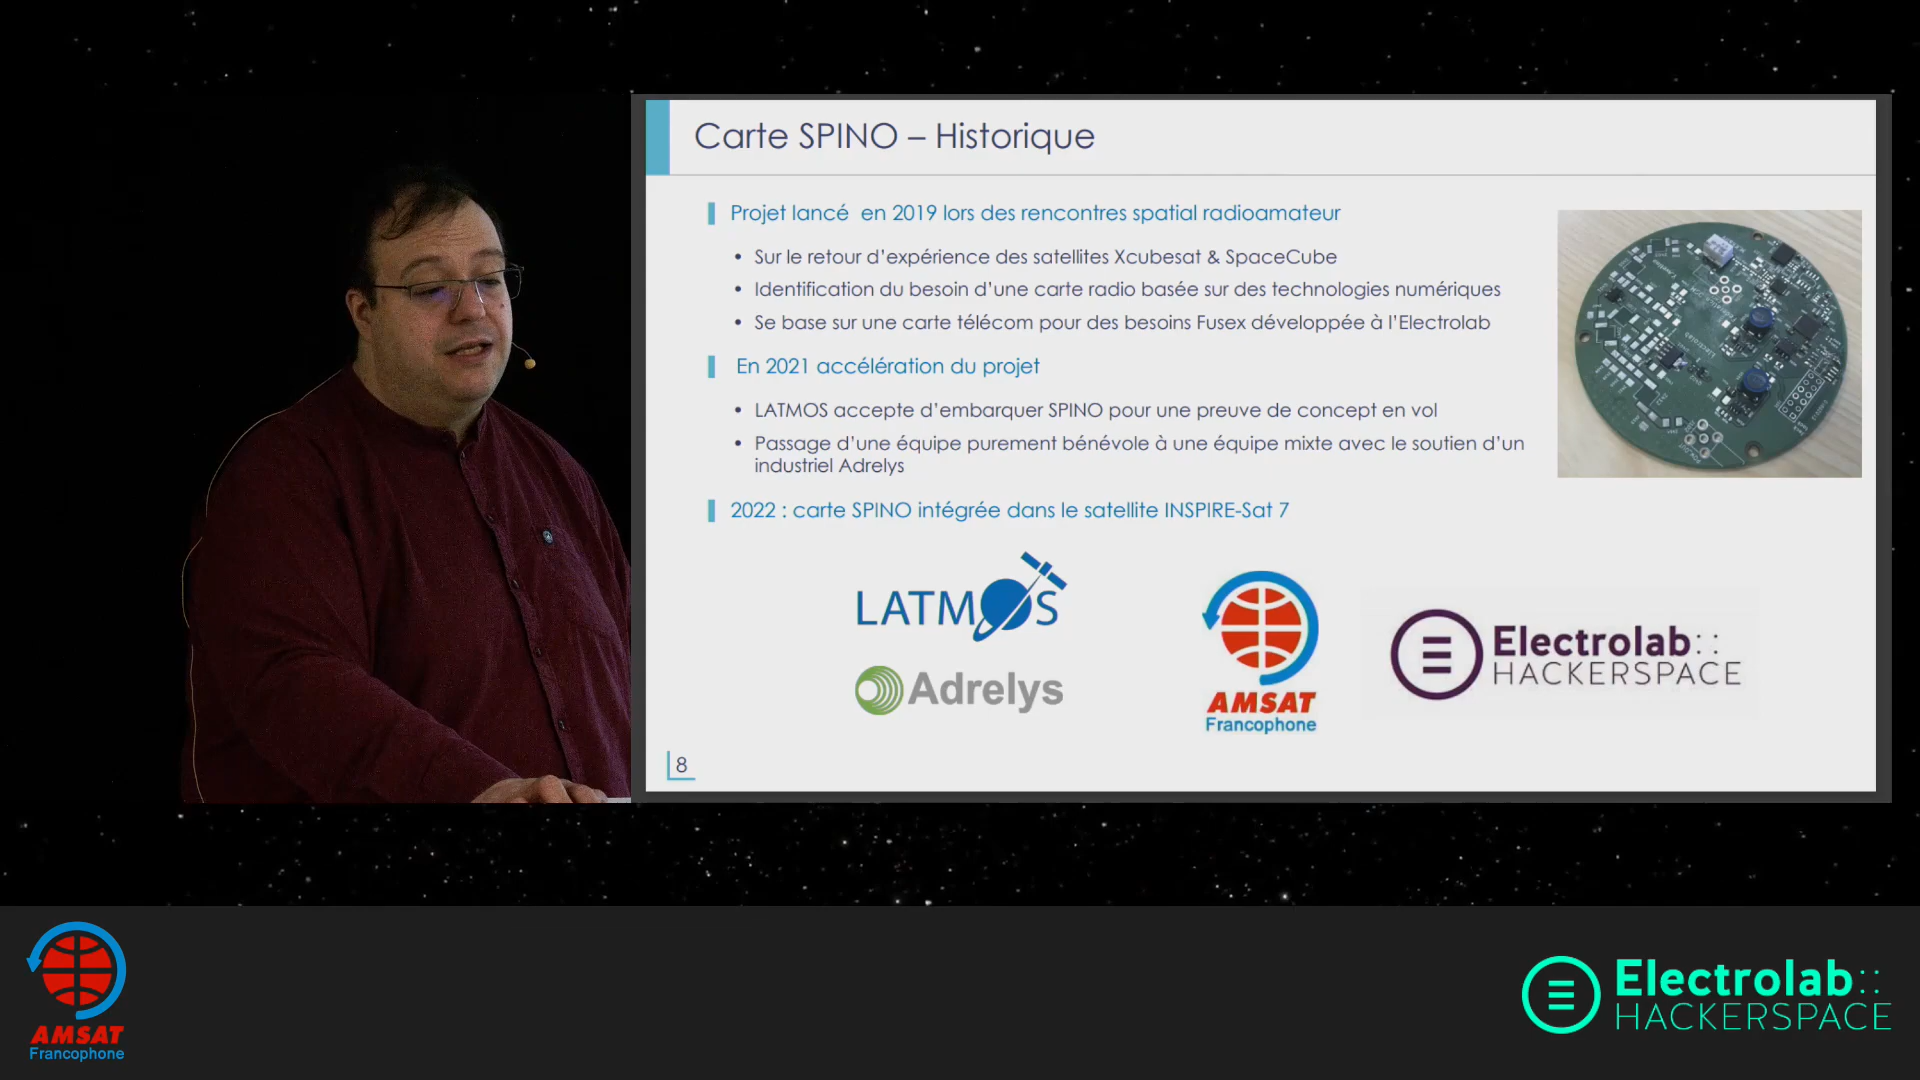 Carte SPINO – Historique
Projet lancé en 2019 lors des rencontres spatial radioamateur
• Sur le retour d'expérience des satellites Xcubesat & SpaceCube
• Identification du besoin d'une carte radio basée sur des technologies numériques
• Se base sur une carte télécom pour des besoins Fusex développée à l'Electrolab
En 2021 accélération du projet
• LATMOS accepte d'embarquer SPINO pour une preuve de concept en vol
• Passage d'une équipe purement bénévole à une équipe mixte avec le soutien d'un
industriel Adrelys
2022 : carte SPINO intégrée dans le satellite INSPIRE-Sat 7
LATMOS
Adrelys
AMSAT
Francophone
Electrolab::
HACKERSPACE
8
AMSAT
Francophone
Electrolab::
HACKERSPACE